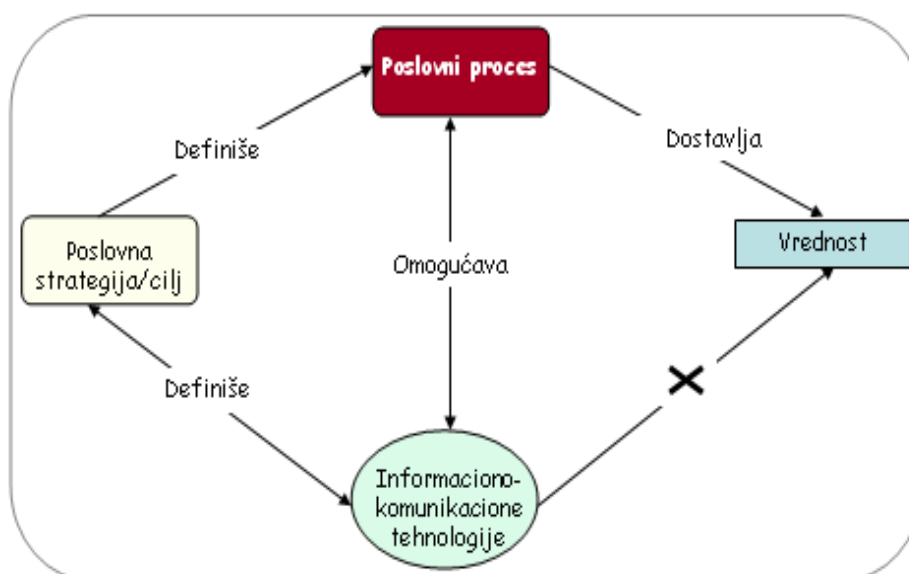 Poslovni proces
Definiše
Dostavlja
Poslovna
strategija/cilj
Omogućava
Vrednost
Definiše
Informaciono-
komunikacione
tehnologije